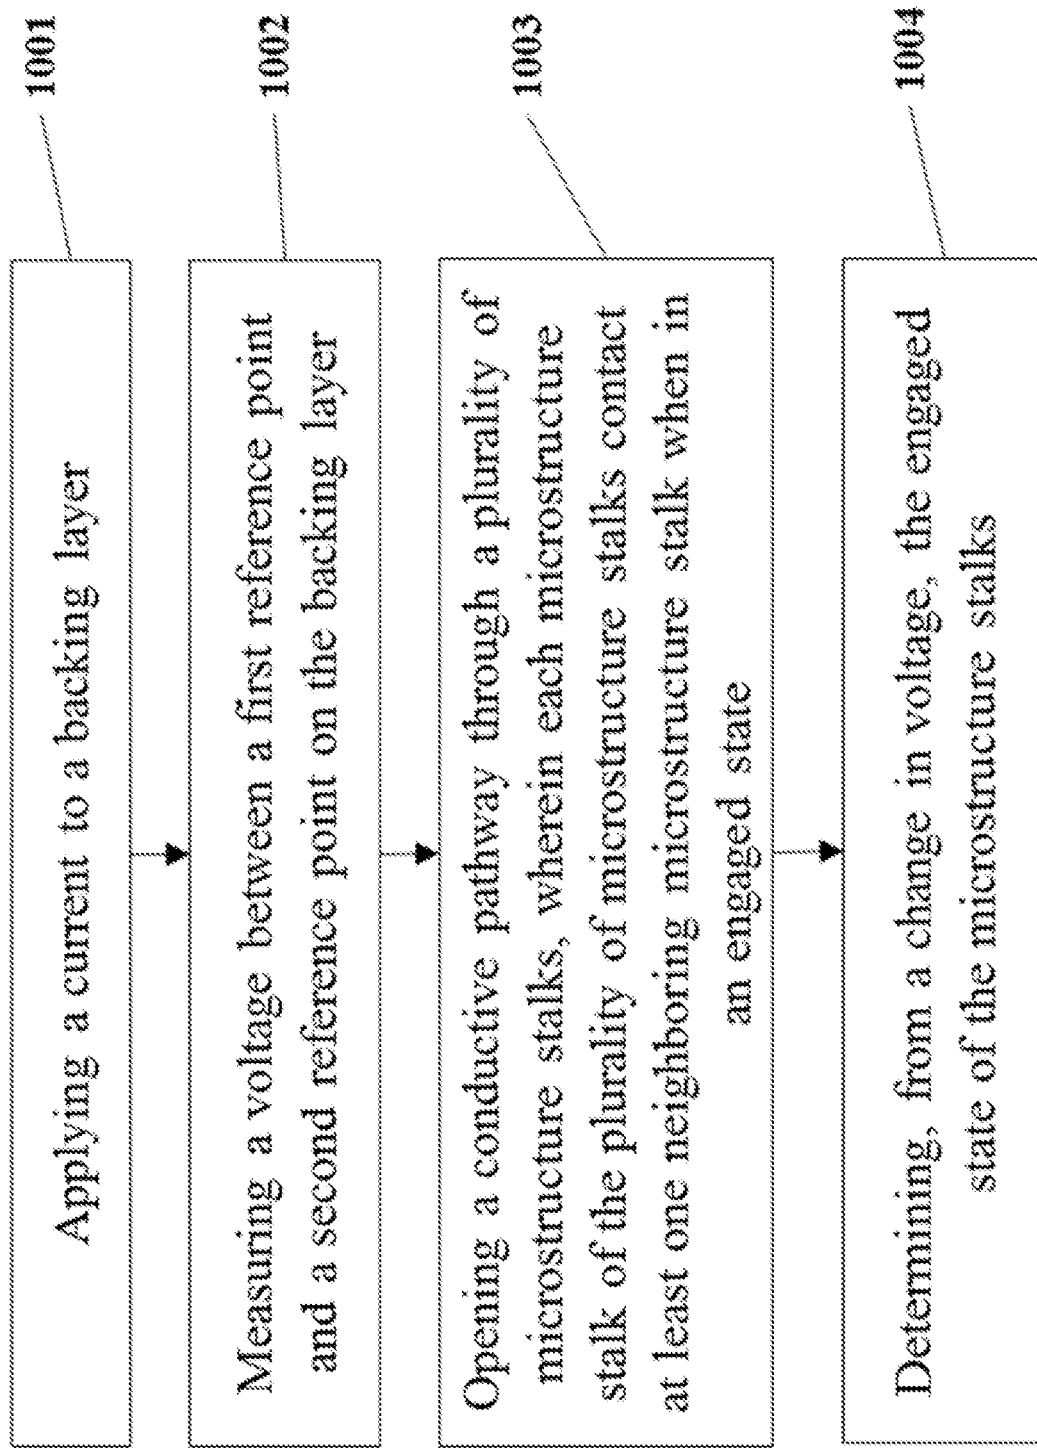 Applying a current to a backing layer
1001
Measuring a voltage between a first reference point
and a second reference point on the backing layer
1002
Opening a conductive pathway through a plurality of
microstructure stalks, wherein each microstructure
stalk of the plurality of microstructure stalks contact
at least one neighboring microstructure stalk when in
an engaged state
1003
Determining, from a change in voltage, the engaged
state of the microstructure stalks
1004